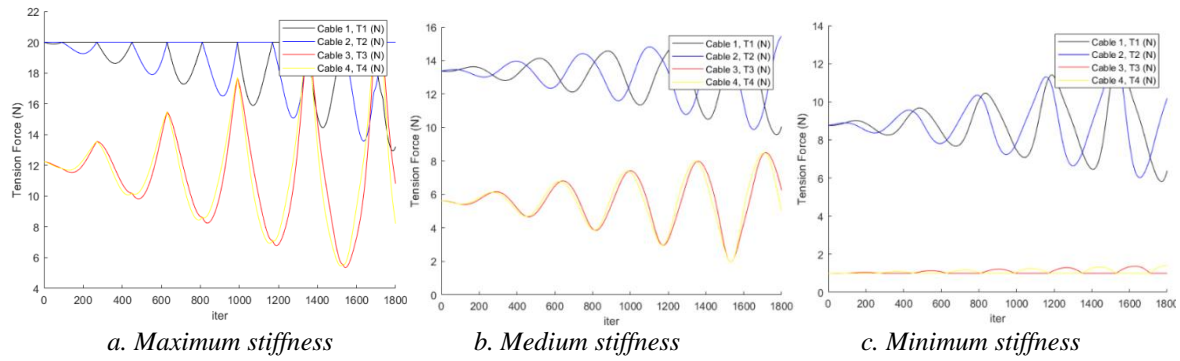 22
20
18
16
14
12
10
8
6
4
Tension Force (N)
0 200 400 600 800 1000 1200 1400 1600 1800
iter
Cable 1, T1 (N)
Cable 2, T2 (N)
Cable 3, T3 (N)
Cable 4, T4 (N)
a. Maximum stiffness
16
14
12
10
8
6
4
2
0
Tension Force (N)
0 200 400 600 800 1000 1200 1400 1600 1800
iter
Cable 1, T1 (N)
Cable 2, T2 (N)
Cable 3, T3 (N)
Cable 4, T4 (N)
b. Medium stiffness
14
12
10
8
6
4
2
0
Tension Force (N)
0 200 400 600 800 1000 1200 1400 1600 1800
iter
Cable 1, T1 (N)
Cable 2, T2 (N)
Cable 3, T3 (N)
Cable 4, T4 (N)
c. Minimum stiffness